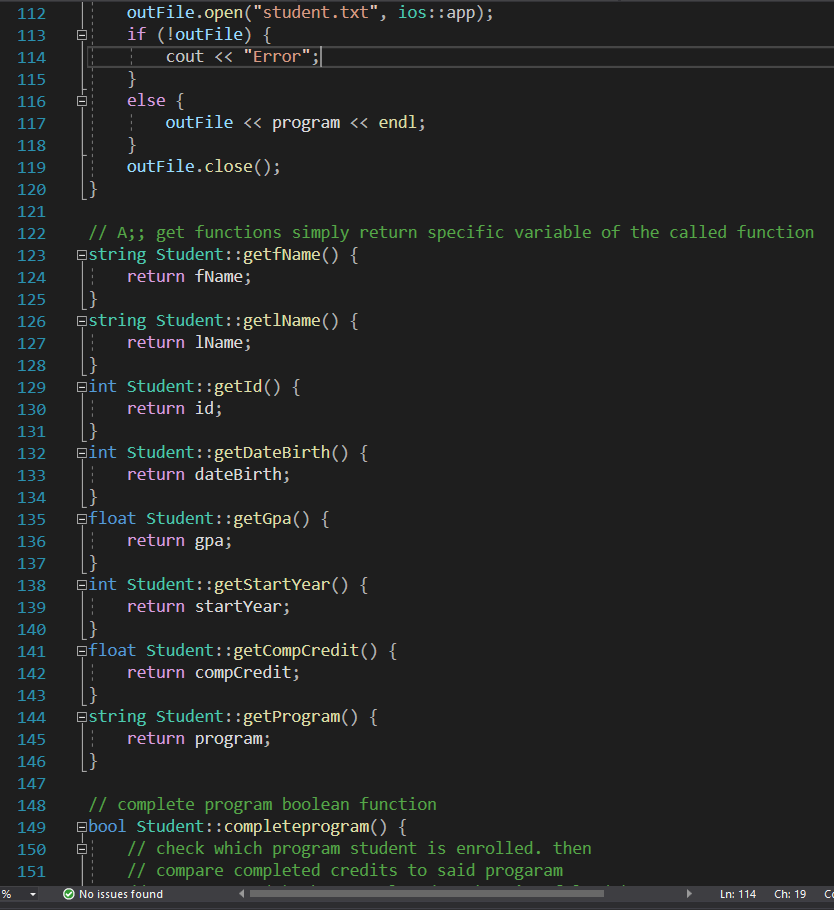 112 outFile.open("student.txt", ios::app);
113 if (!outFile) {
114 cout << "Error";
115 }
116 else {
117 outFile << program << endl;
118 }
119 outFile.close();
120 }
121
122 // A;; get functions simply return specific variable of the called function
123 string Student::getfName() {
124 return fName;
125 }
126 string Student::getlName() {
127 return lName;
128 }
129 int Student::getId() {
130 return id;
131 }
132 int Student::getDateBirth() {
133 return dateBirth;
134 }
135 float Student::getGpa() {
136 return gpa;
137 }
138 int Student::getStartYear() {
139 return startYear;
140 }
141 float Student::getCompCredit() {
142 return compCredit;
143 }
144 string Student::getProgram() {
145 return program;
146 }
147
148 // complete program boolean function
149 bool Student::completeprogram() {
150 // check which program student is enrolled. then
151 // compare completed credits to said progaram
% No issues found Ln: 114 Ch: 19